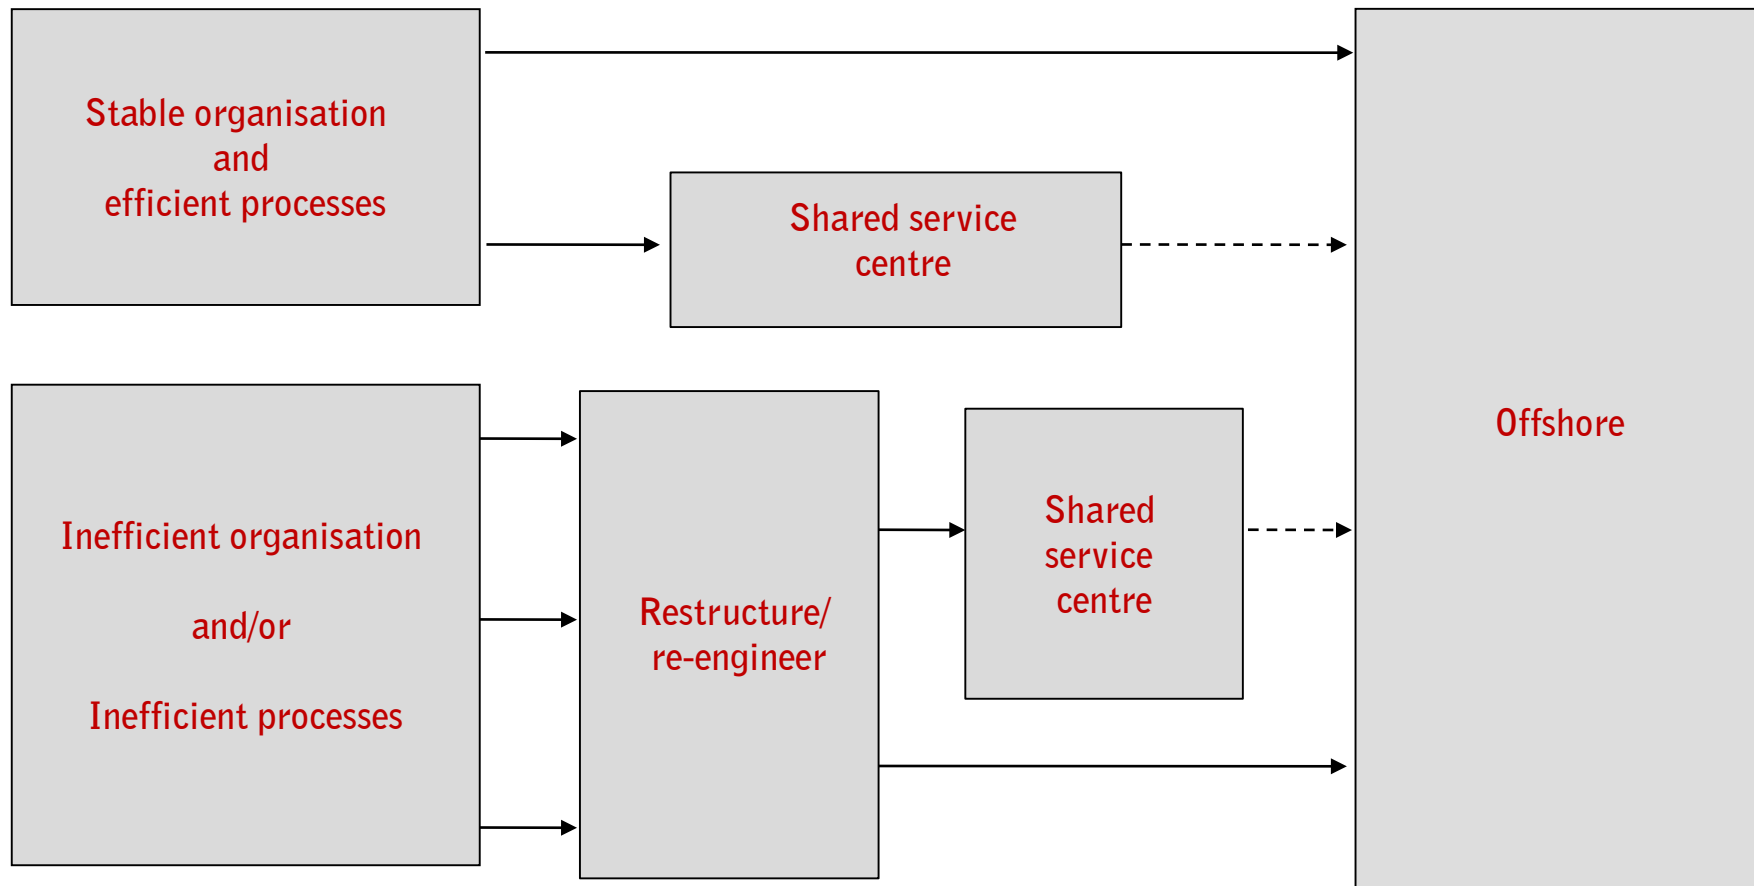 Stable organisation
and
efficient processes
Shared service
centre
Inefficient organisation
and/or
Inefficient processes
Restructure/
re-engineer
Shared
service
centre
Offshore